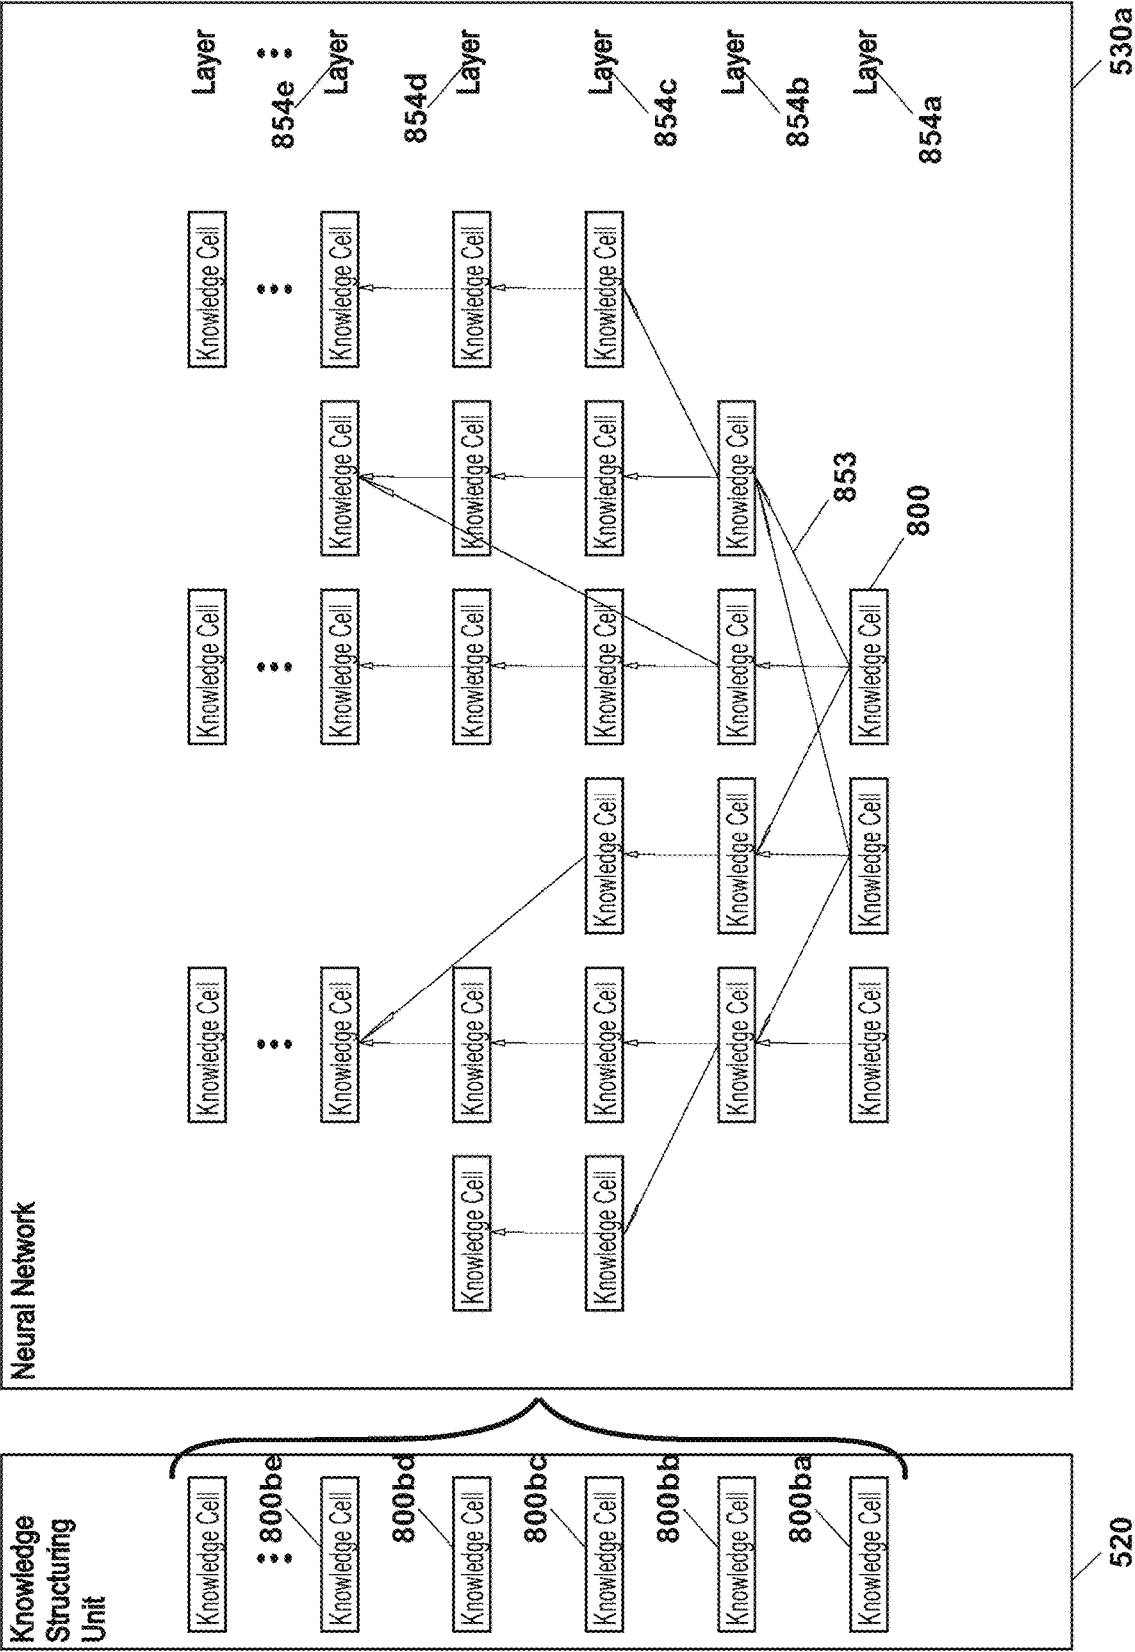 Knowledge
Structuring
Unit
Knowledge Cell
... 800be
Knowledge Cell
800bd
Knowledge Cell
800bc
Knowledge Cell
800bb
Knowledge Cell
800ba
Knowledge Cell
520
Neural Network
Knowledge Cell Knowledge Cell Knowledge Cell Layer
... ... ... ...
854e
Knowledge Cell Knowledge Cell Knowledge Cell Knowledge Cell Layer
854d
Knowledge Cell Knowledge Cell Knowledge Cell Knowledge Cell Knowledge Cell Layer
Knowledge Cell Knowledge Cell Knowledge Cell Knowledge Cell Knowledge Cell Knowledge Cell Layer
854c
Knowledge Cell Knowledge Cell Knowledge Cell Knowledge Cell Layer
854b
853
Knowledge Cell Knowledge Cell Knowledge Cell Layer
800 854a
530a